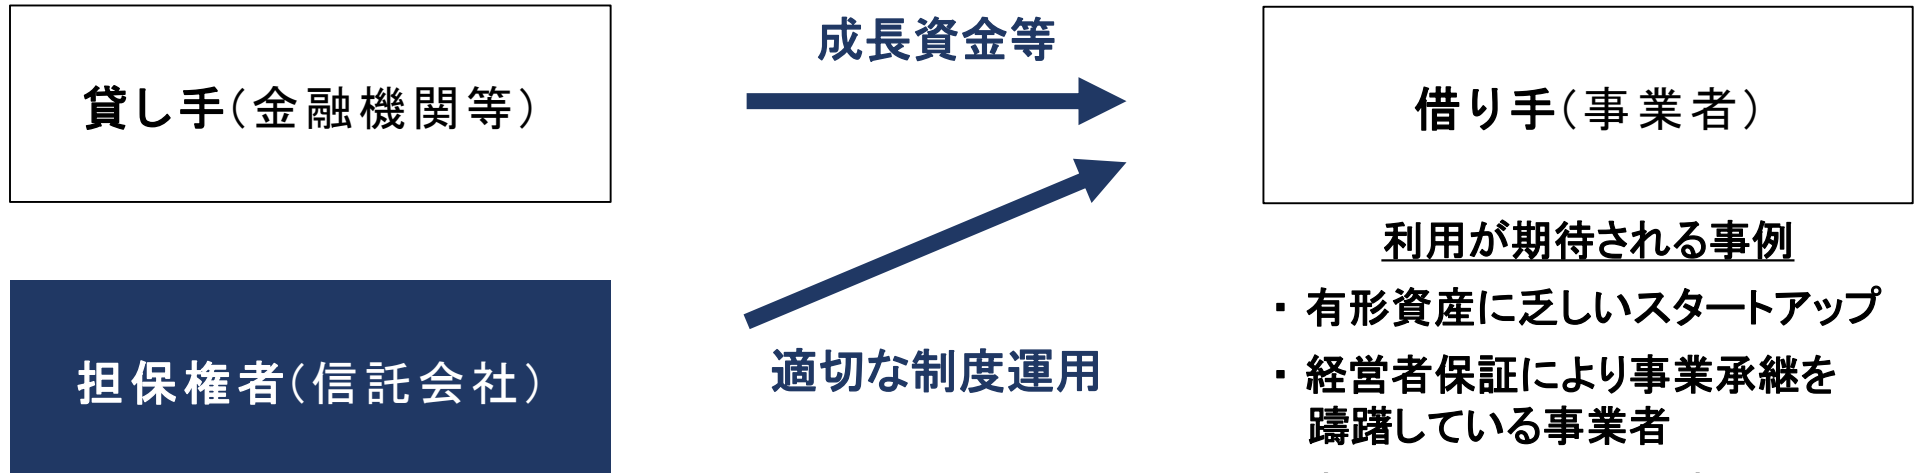 貸し手(金融機関等)
成長資金等
借り手(事業者)
担保権者(信託会社)
適切な制度運用
利用が期待される事例
・ 有形資産に乏しいスタートアップ
・ 経営者保証により事業承継を
躊躇している事業者